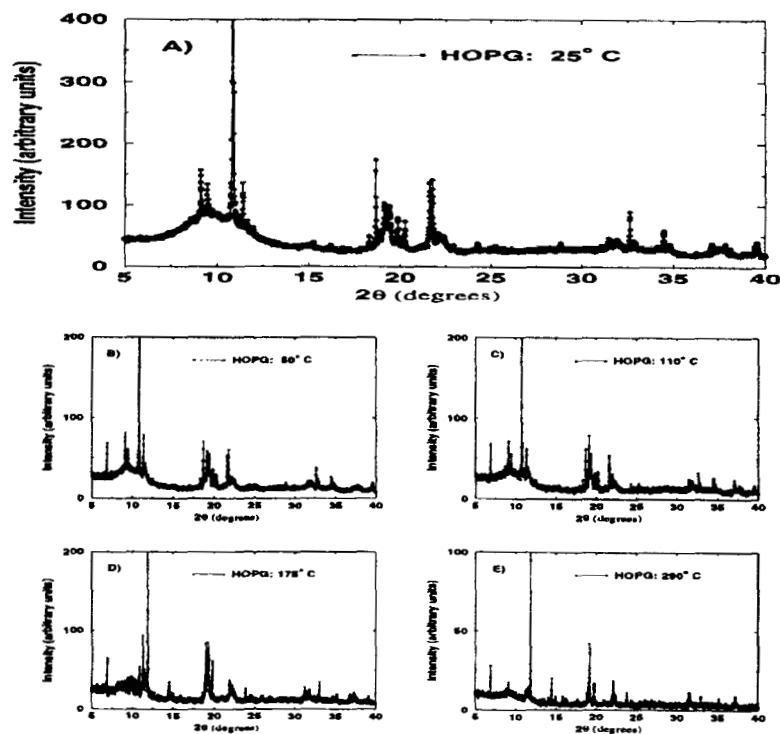 A)
HOPG: 25° C
Intensity (arbitrary units)
400
300
200
100
0
5 10 15 20 25 30 35 40
2θ (degrees)
B)
HOPG: 50° C
Intensity (arbitrary units)
200
100
0
5 10 15 20 25 30 35 40
2θ (degrees)
C)
HOPG: 110° C
Intensity (arbitrary units)
200
100
0
5 10 15 20 25 30 35 40
2θ (degrees)
D)
HOPG: 175° C
Intensity (arbitrary units)
200
100
0
5 10 15 20 25 30 35 40
2θ (degrees)
E)
HOPG: 290° C
Intensity (arbitrary units)
100
50
0
5 10 15 20 25 30 35 40
2θ (degrees)